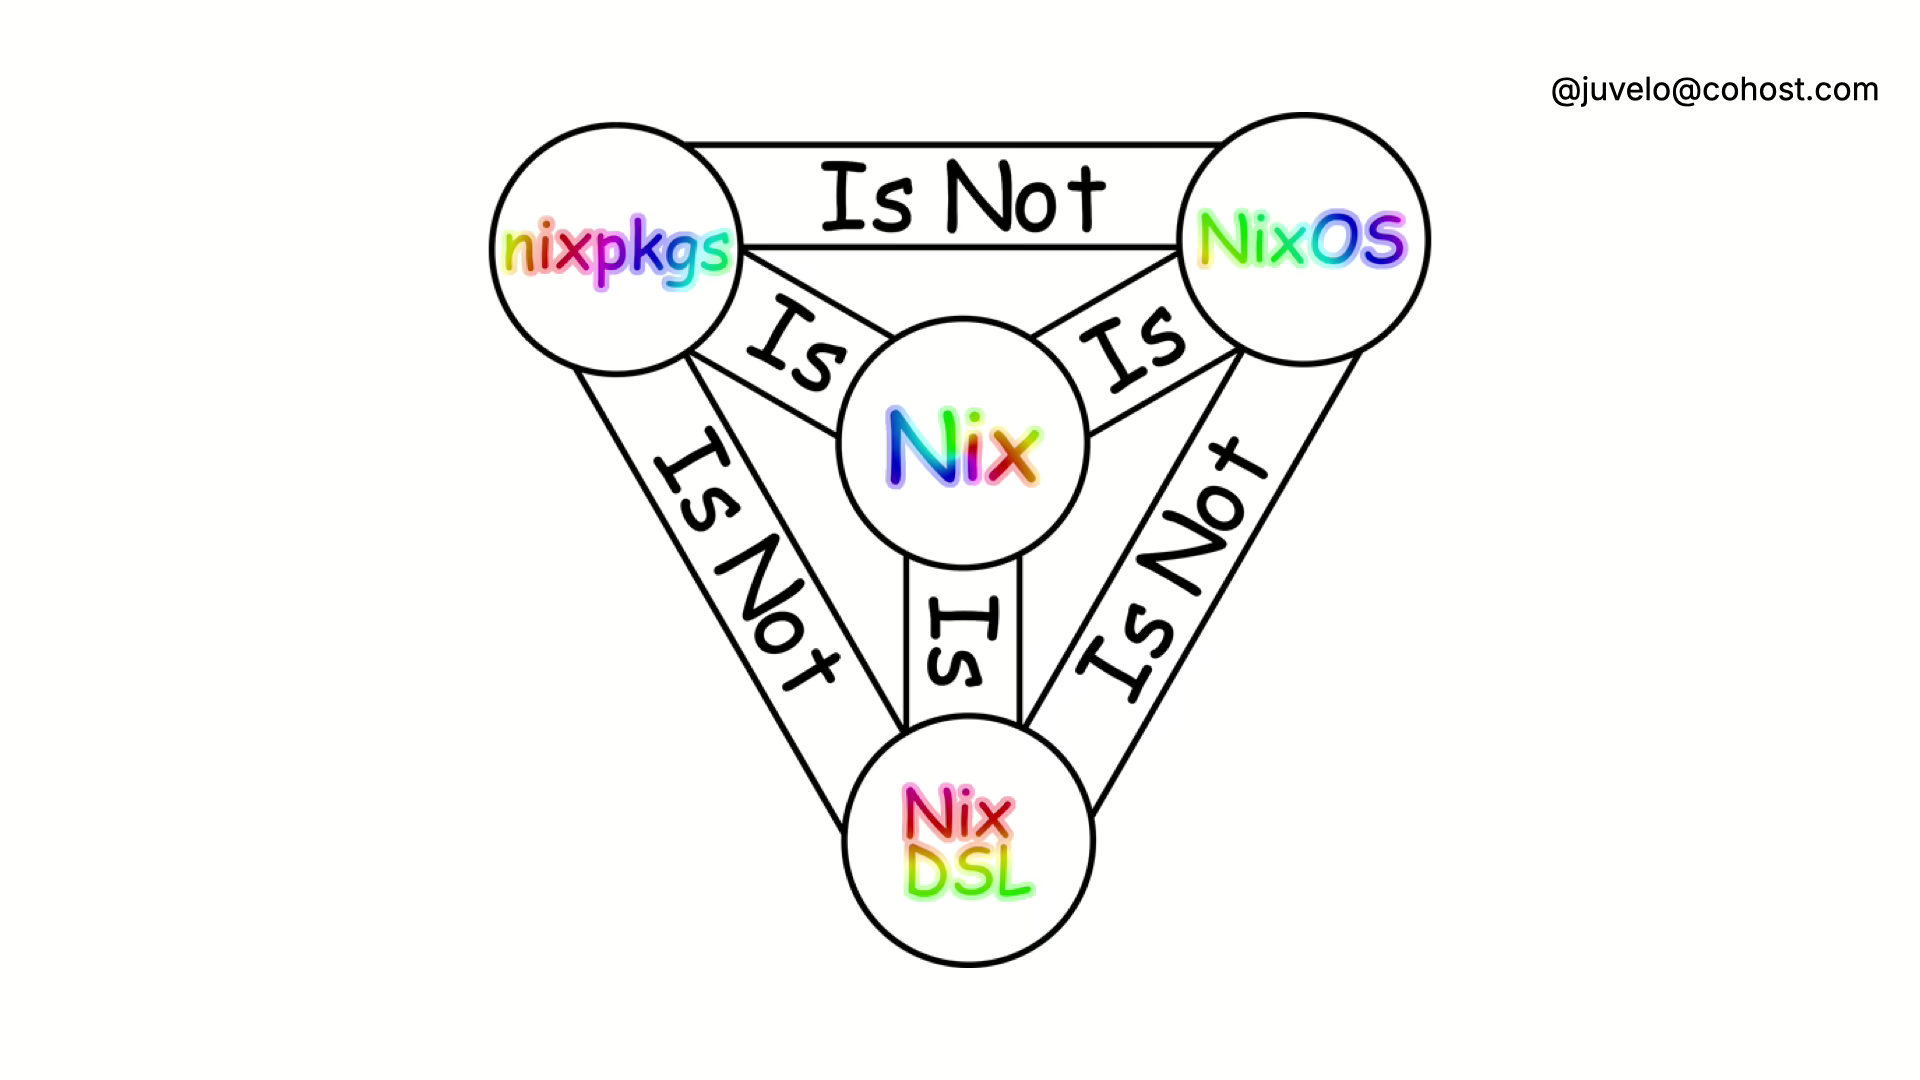 @juvelo@cohost.com
nixpkgs
Is Not
NixOS
Is
Is
Nix
Is Not
Is
Is Not
Nix
DSL